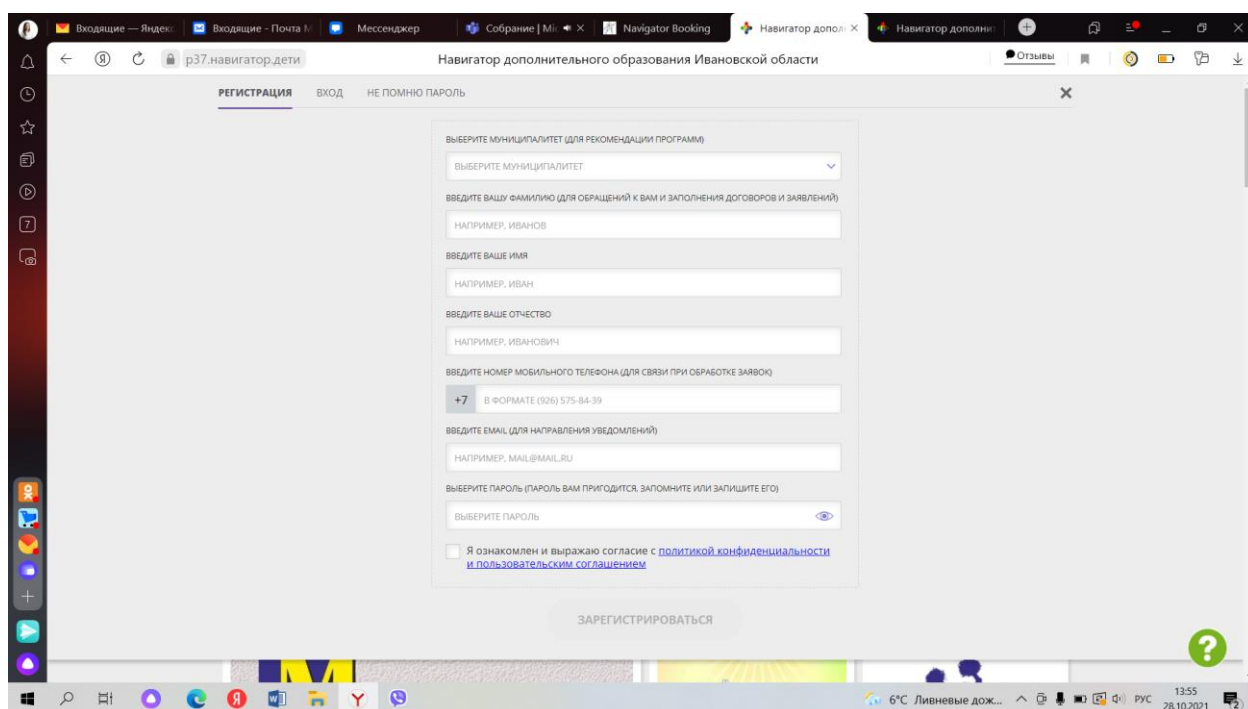 Входящие — Яндекс
Входящие - Почта M
Мессенджер
Собрание | Mic
Navigator Booking
Навигатор допол
Навигатор дополнит
p37.навигатор.дети
Навигатор дополнительного образования Ивановской области
Отзывы
РЕГИСТРАЦИЯ ВХОД НЕ ПОМНЮ ПАРОЛЬ
ВЫБЕРИТЕ МУНИЦИПАЛИТЕТ (ДЛЯ РЕКОМЕНДАЦИИ ПРОГРАММ)
ВЫБЕРИТЕ МУНИЦИПАЛИТЕТ
ВВЕДИТЕ ВАШУ ФАМИЛИЮ (ДЛЯ ОБРАЩЕНИЙ К ВАМ И ЗАПОЛНЕНИЯ ДОГОВОРОВ И ЗАЯВЛЕНИЙ)
НАПРИМЕР, ИВАНОВ
ВВЕДИТЕ ВАШЕ ИМЯ
НАПРИМЕР, ИВАН
ВВЕДИТЕ ВАШЕ ОТЧЕСТВО
НАПРИМЕР, ИВАНОВИЧ
ВВЕДИТЕ НОМЕР МОБИЛЬНОГО ТЕЛЕФОНА (ДЛЯ СВЯЗИ ПРИ ОБРАБОТКЕ ЗАЯВОК)
+7 В ФОРМАТЕ (926) 575-84-39
ВВЕДИТЕ EMAIL (ДЛЯ НАПРАВЛЕНИЯ УВЕДОМЛЕНИЙ)
НАПРИМЕР, MAIL@MAIL.RU
ВЫБЕРИТЕ ПАРОЛЬ (ПАРОЛЬ ВАМ ПРИГОДИТСЯ, ЗАПОМНИТЕ ИЛИ ЗАПИШИТЕ ЕГО)
ВЫБЕРИТЕ ПАРОЛЬ
Я ознакомлен и выражаю согласие с политикой конфиденциальности
и пользовательским соглашением
ЗАРЕГИСТРИРОВАТЬСЯ
7
?
6°C Ливневые дож...
РУС
13:55
28.10.2021
2